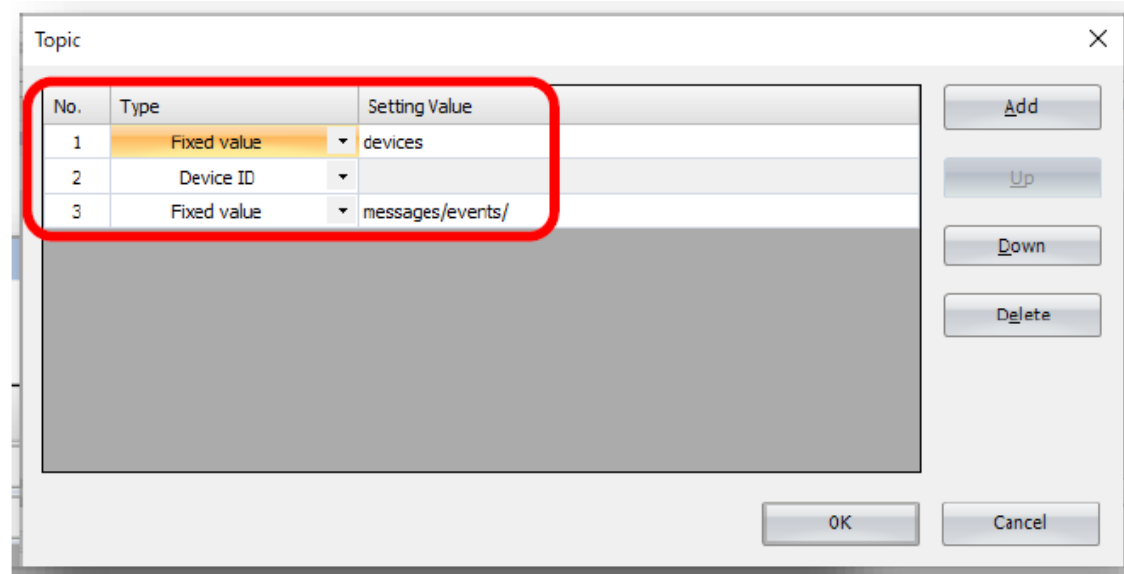 Topic
No. Type Setting Value
1 Fixed value devices
2 Device ID
3 Fixed value messages/events/
Add
Up
Down
Delete
OK Cancel